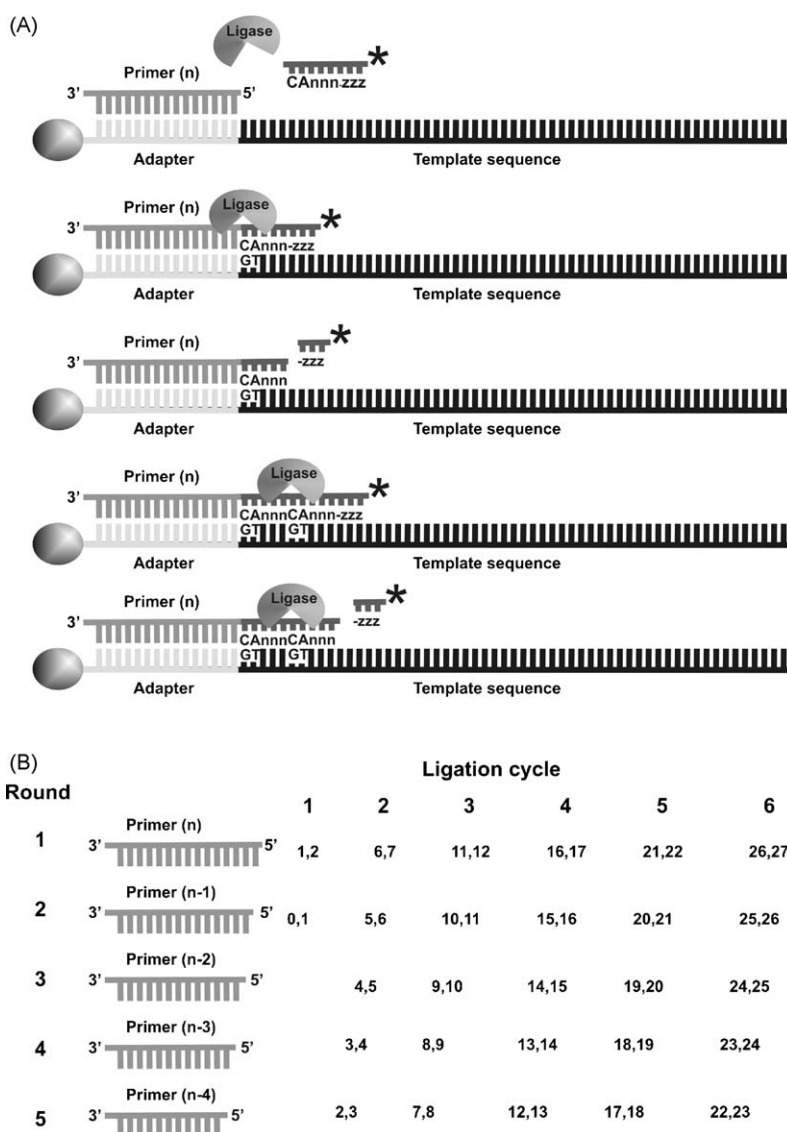 (A)
Ligase
*
Primer (n)
CAnnn-zzz
3’ 5’
Adapter Template sequence
Primer (n) Ligase
3’ *
CAnnn-zzz
GT
Adapter Template sequence
Primer (n) *
-zzz
3’
CAnnn
GT
Adapter Template sequence
Primer (n) Ligase
3’ *
CAnnnCAnnn-zzz
GT GT
Adapter Template sequence
Primer (n) Ligase *
-zzz
3’
CAnnnCAnnn
GT GT
Adapter Template sequence
(B)
Ligation cycle
Round
1 2 3 4 5 6
Primer (n)
1 3’ 5’ 1,2 6,7 11,12 16,17 21,22 26,27
Primer (n-1)
2 3’ 5’ 0,1 5,6 10,11 15,16 20,21 25,26
Primer (n-2)
3 3’ 5’ 4,5 9,10 14,15 19,20 24,25
Primer (n-3)
4 3’ 5’ 3,4 8,9 13,14 18,19 23,24
Primer (n-4)
5 3’ 5’ 2,3 7,8 12,13 17,18 22,23